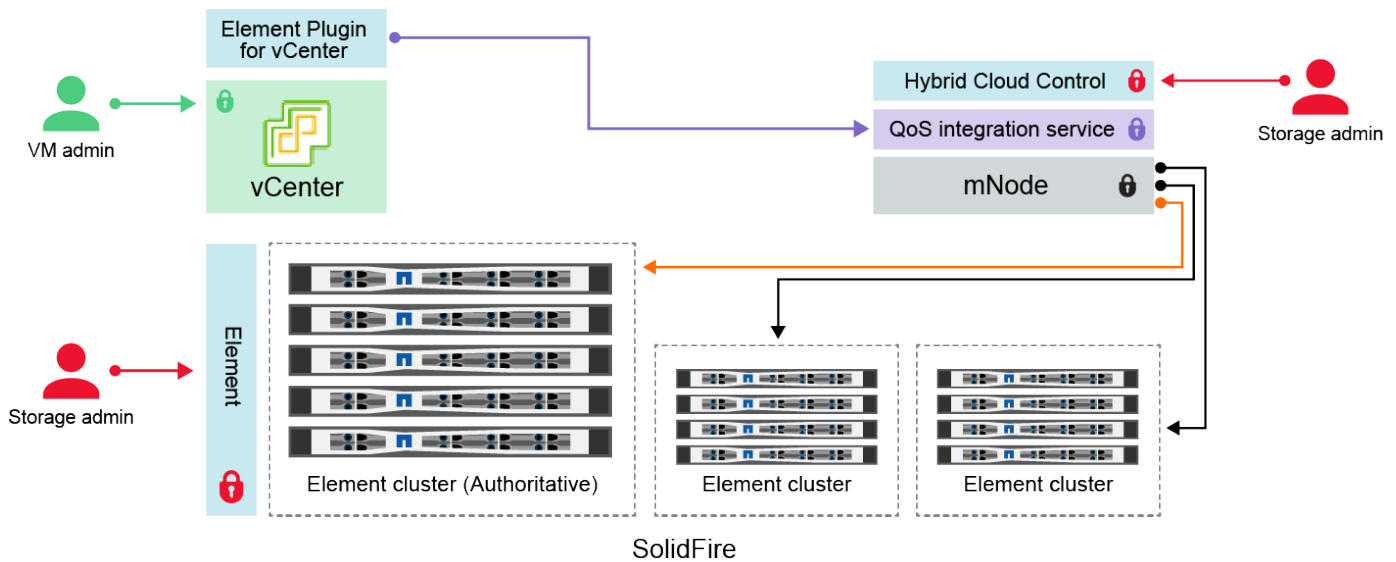 Element Plugin
for vCenter
VM admin
vCenter
Hybrid Cloud Control
QoS integration service
mNode
Storage admin
Element
Storage admin
Element cluster (Authoritative)
Element cluster
Element cluster
SolidFire